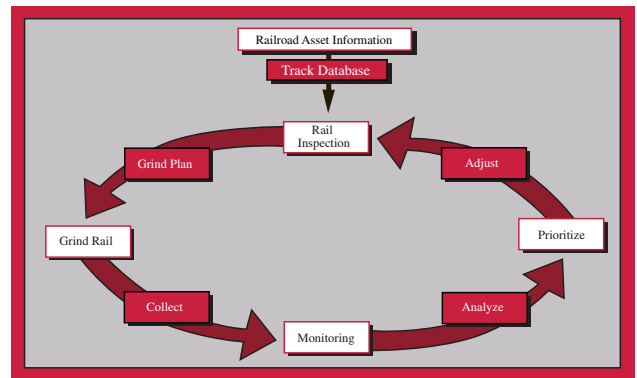 Railroad Asset Information
Track Database
Rail
Inspection
Grind Plan
Adjust
Grind Rail
Prioritize
Collect
Analyze
Monitoring